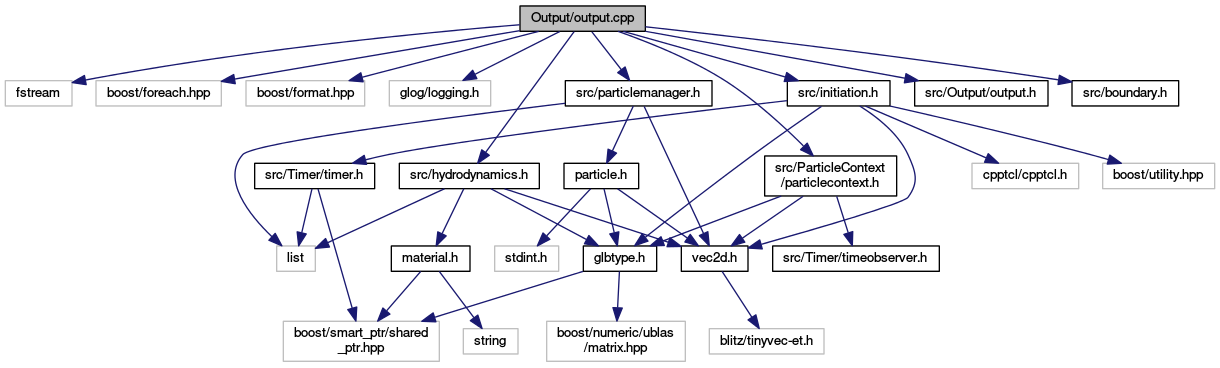 Output/output.cpp
fstream
boost/foreach.hpp
boost/format.hpp
glog/logging.h
src/particlemanager.h
src/initiation.h
src/Output/output.h
src/boundary.h
src/Timer/timer.h
src/hydrodynamics.h
particle.h
src/ParticleContext
/particlecontext.h
cpptcl/cpptcl.h
boost/utility.hpp
list
material.h
stdint.h
glbtype.h
vec2d.h
src/Timer/timeobserver.h
boost/smart_ptr/shared
_ptr.hpp
string
boost/numeric/ublas
/matrix.hpp
blitz/tinyvec-et.h